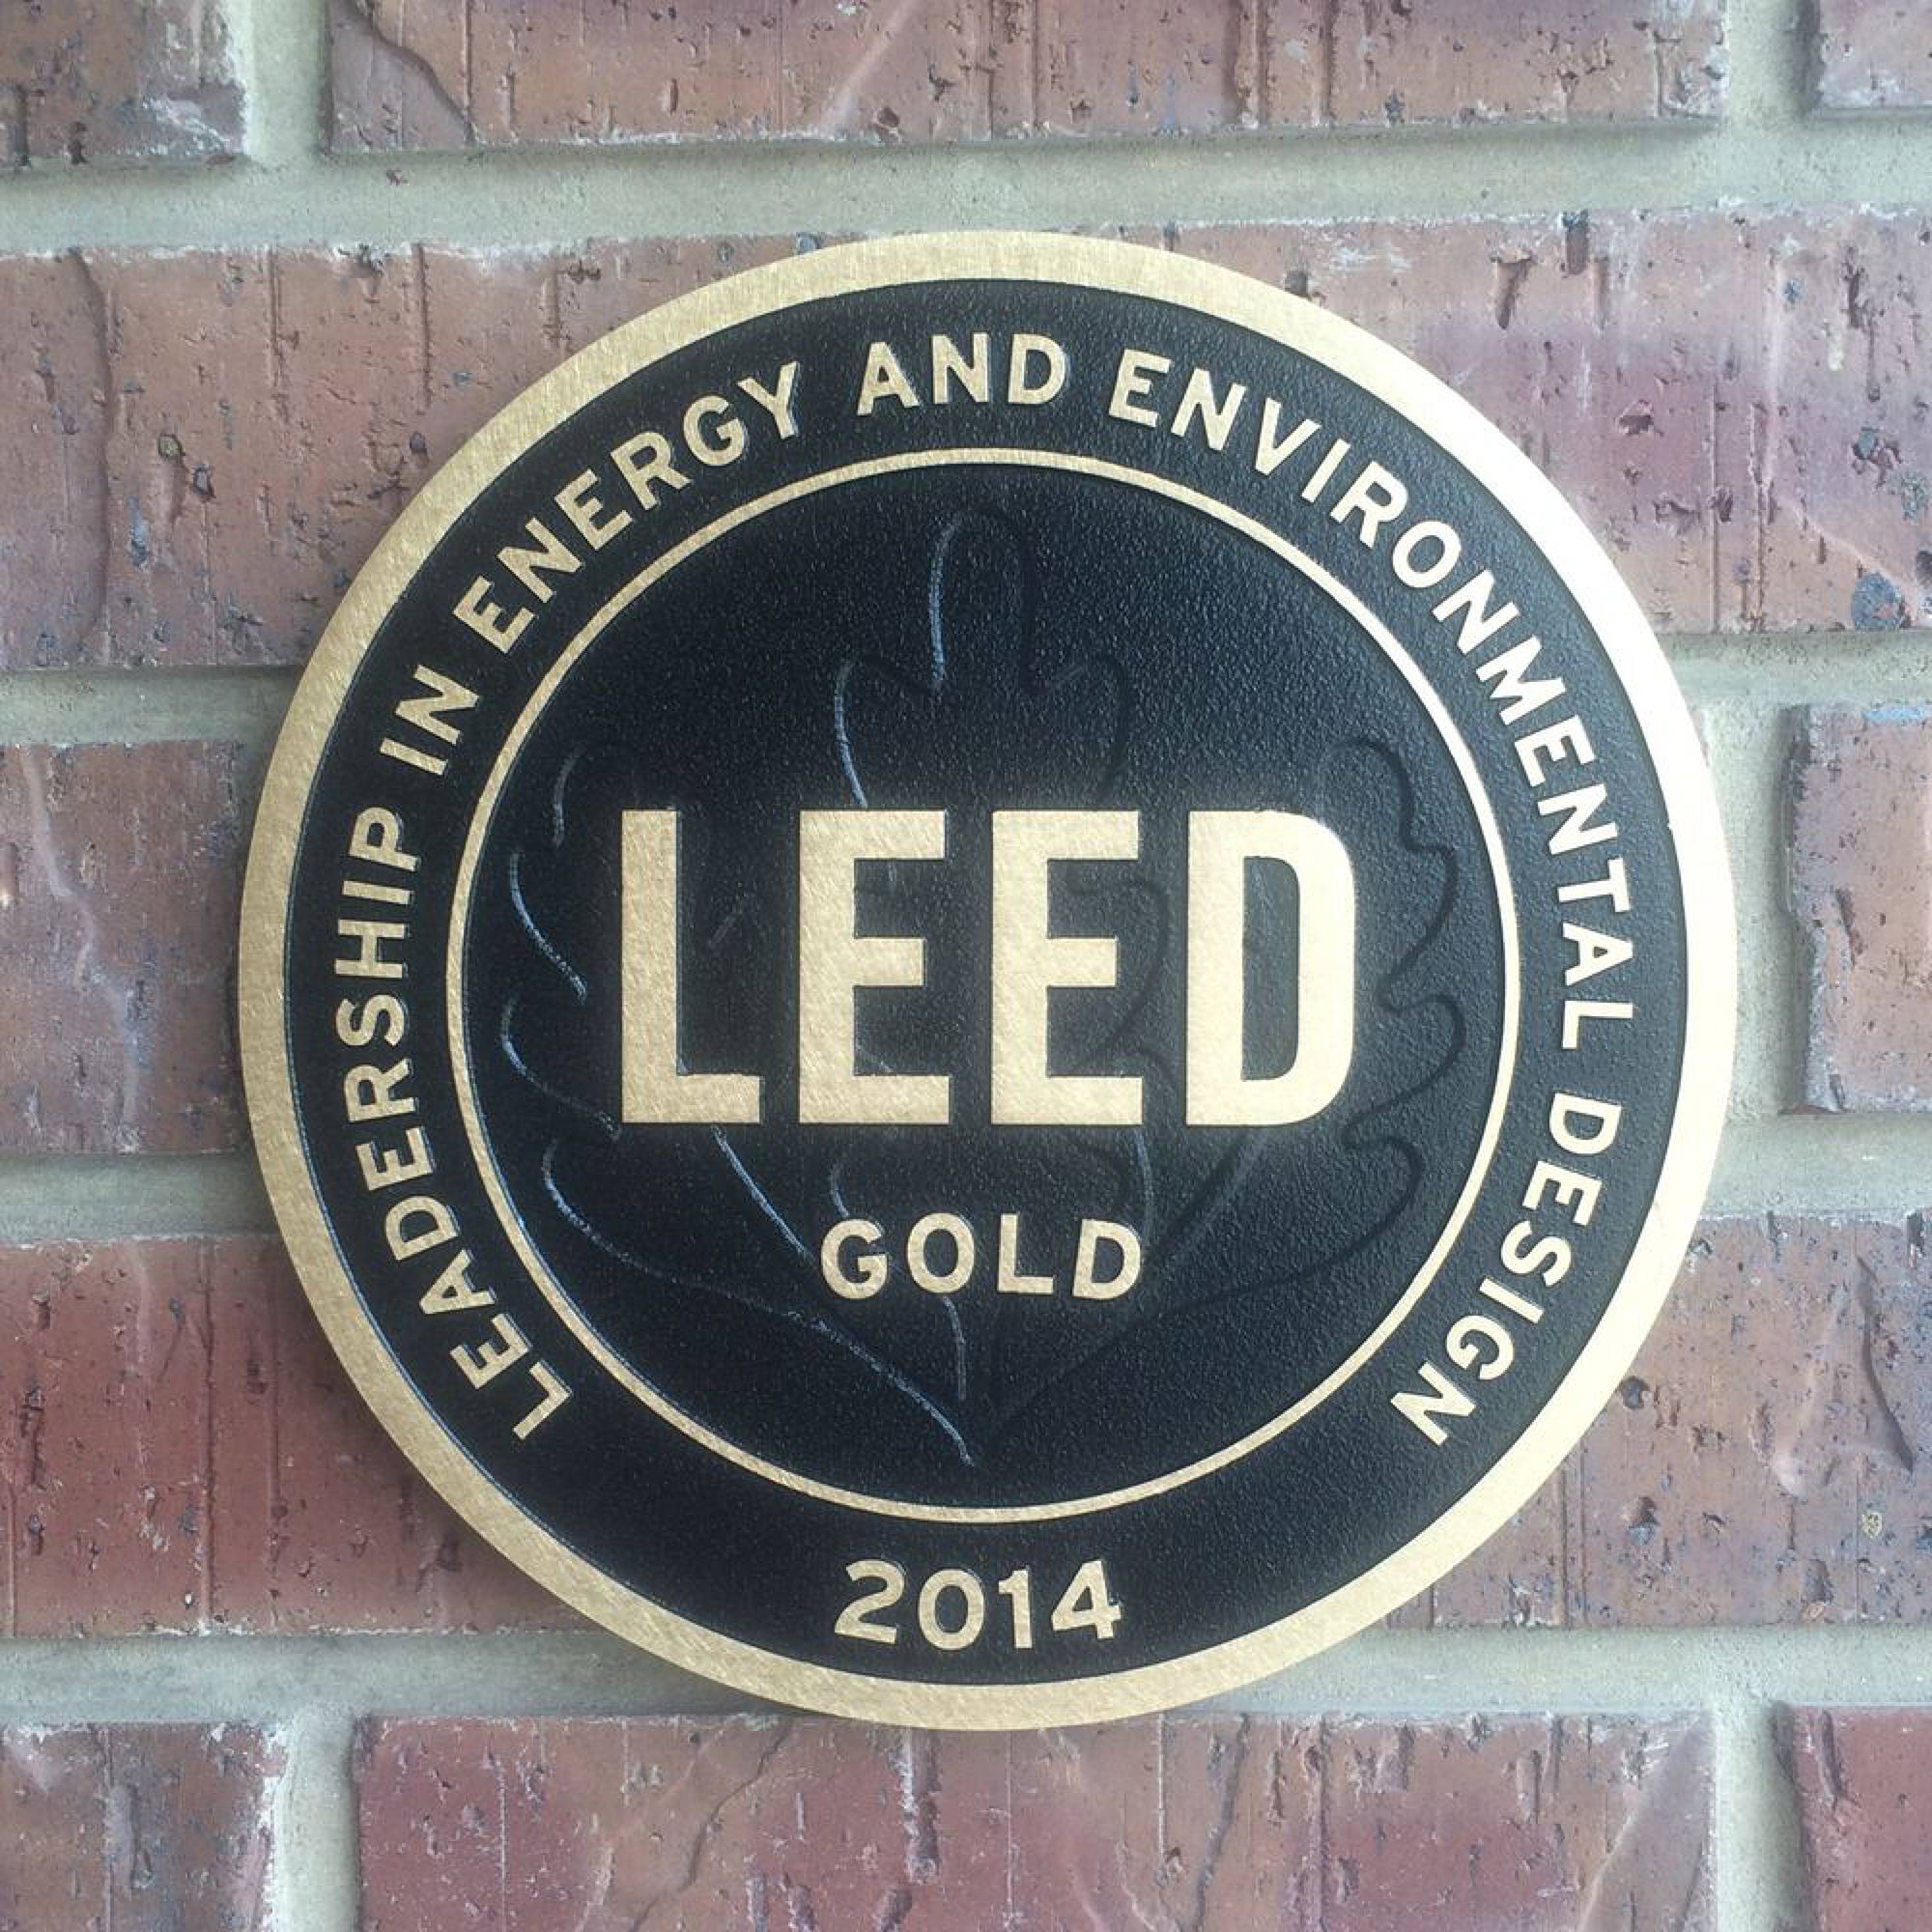 LEADERSHIP IN ENERGY AND ENVIRONMENTAL DESIGN
LEED
GOLD
2014